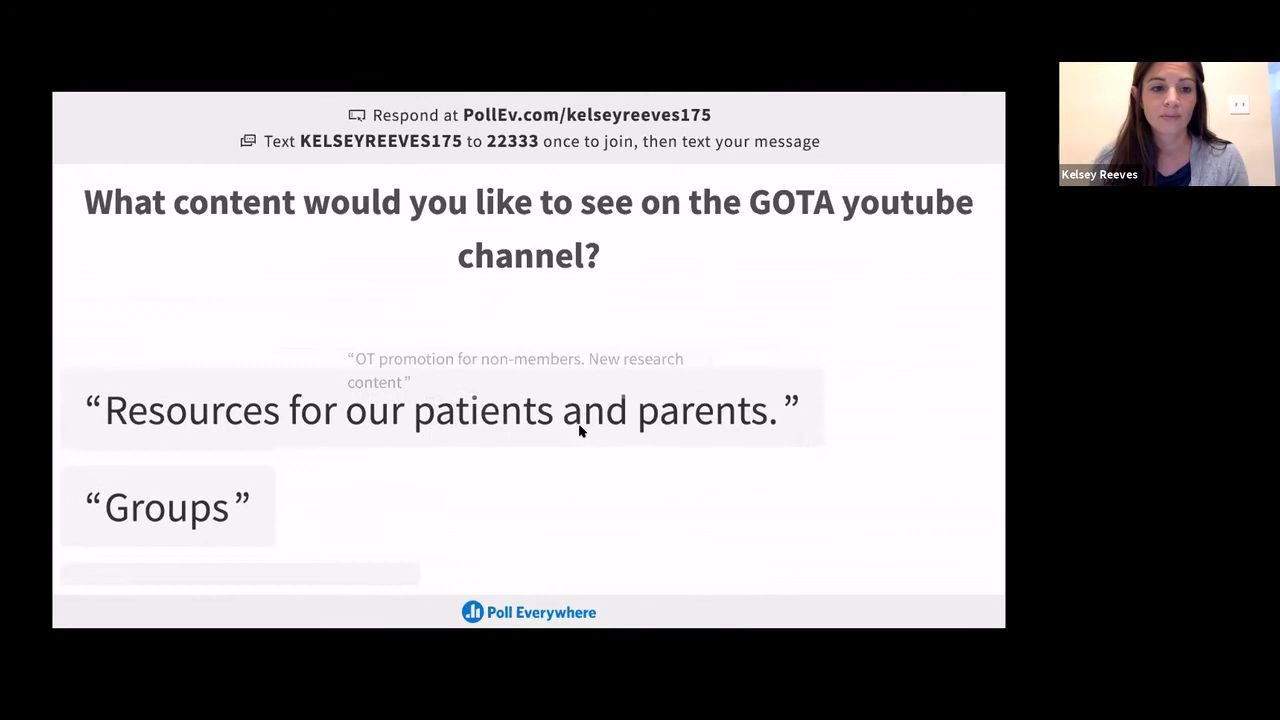 Respond at PollEv.com/kelseyreeves175
Text KELSEYREEVES175 to 22333 once to join, then text your message
What content would you like to see on the GOTA youtube
channel?
“OT promotion for non-members. New research
content”
“Resources for our patients and parents.”
“Groups”
Poll Everywhere
Kelsey Reeves